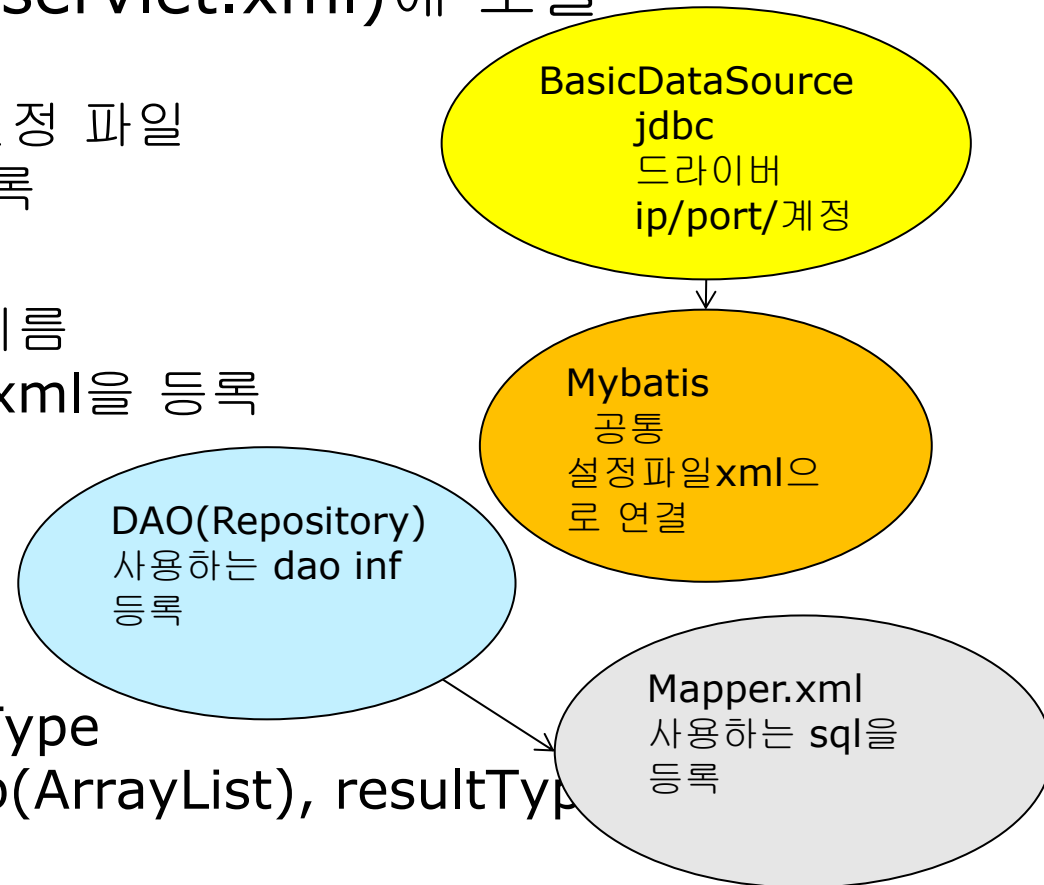 servlet.xml)에
정 파일
록
이름
xml을 등록
Type
(ArrayList), resultTyp
BasicDataSource
jdbc
드라이버
ip/port/계정
Mybatis
공통
설정파일xml으
로 연결
DAO(Repository)
사용하는 dao inf
등록
Mapper.xml
사용하는 sql을
등록